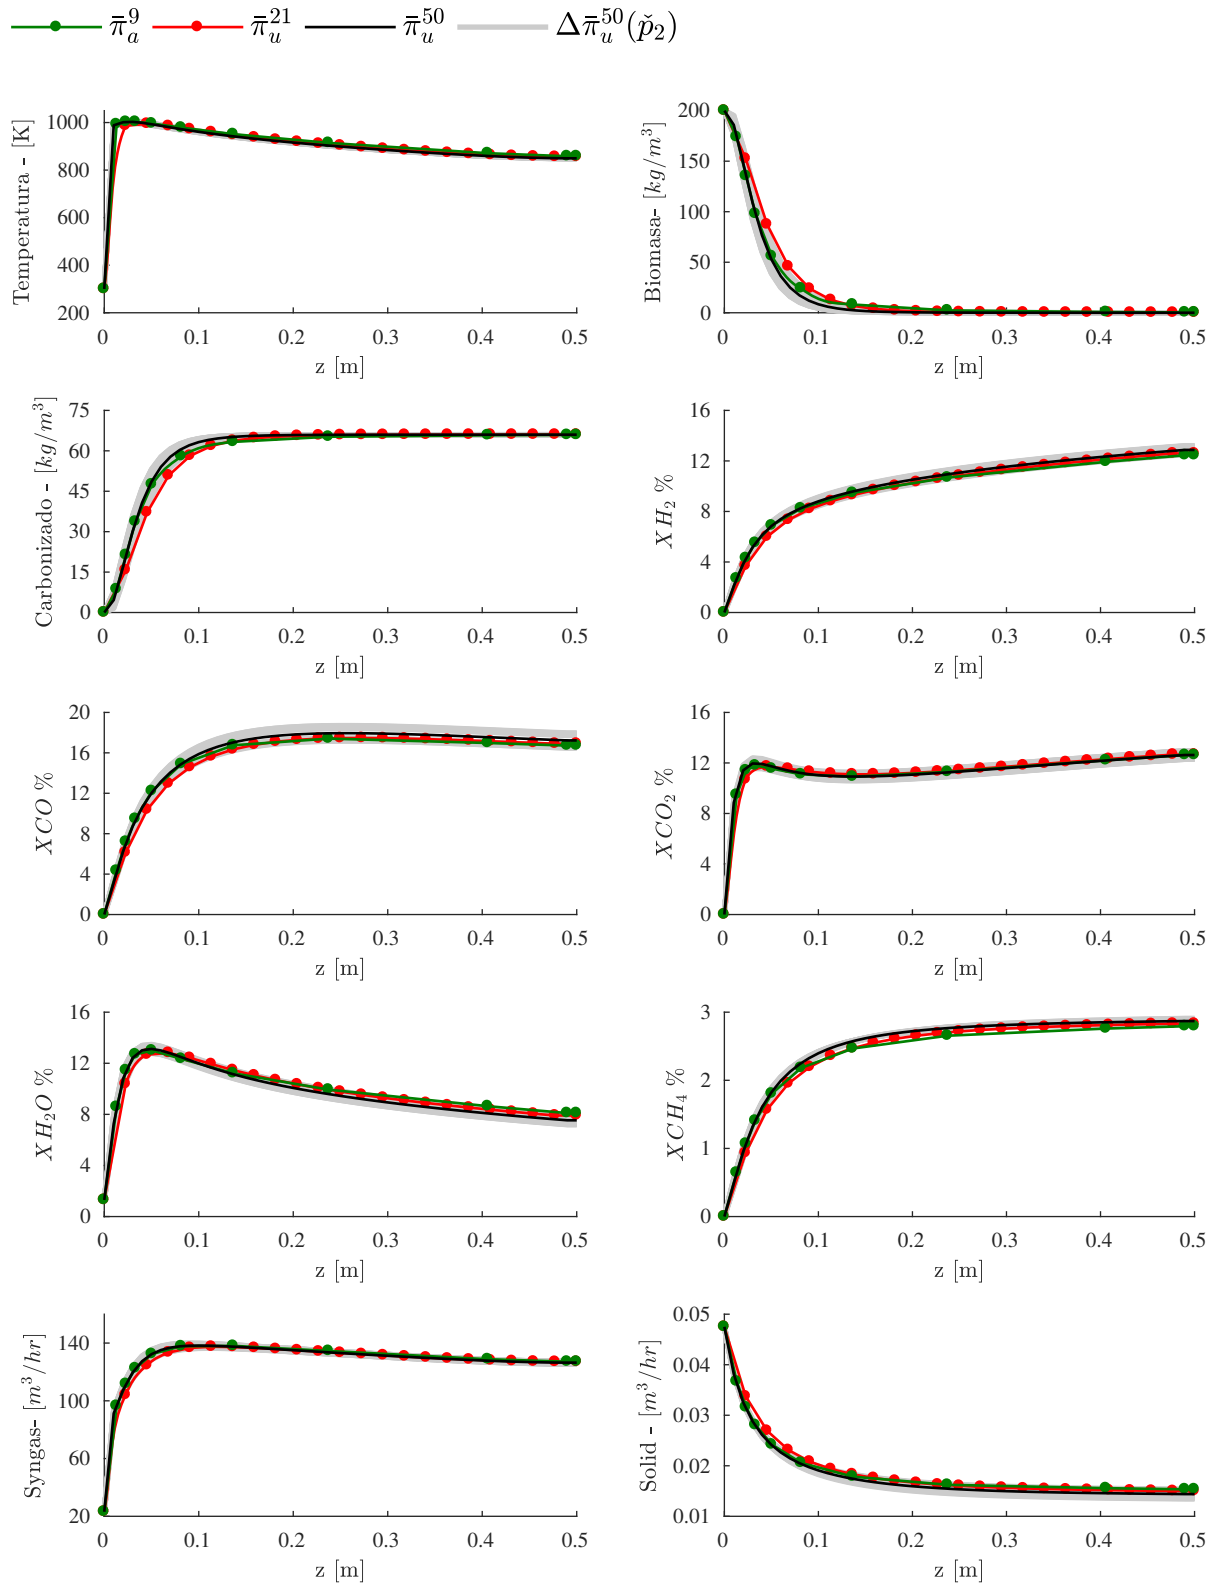 π̄⁹ₐ π̄²¹ᵤ π̄⁵⁰ᵤ Δπ̄⁵⁰ᵤ(p̌₂)
Temperatura - [K]
1000
800
600
400
200
0 0.1 0.2 0.3 0.4 0.5
z [m]
Biomasa- [kg/m³]
200
150
100
50
0
0 0.1 0.2 0.3 0.4 0.5
z [m]
Carbonizado - [kg/m³]
75
60
45
30
15
0
0 0.1 0.2 0.3 0.4 0.5
z [m]
XH₂ %
16
12
8
4
0
0 0.1 0.2 0.3 0.4 0.5
z [m]
XCO %
20
16
12
8
4
0
0 0.1 0.2 0.3 0.4 0.5
z [m]
XCO₂ %
16
12
8
4
0
0 0.1 0.2 0.3 0.4 0.5
z [m]
XH₂O %
16
12
8
4
0
0 0.1 0.2 0.3 0.4 0.5
z [m]
XCH₄ %
3
2
1
0
0 0.1 0.2 0.3 0.4 0.5
z [m]
Syngas- [m³/hr]
140
100
60
20
0 0.1 0.2 0.3 0.4 0.5
z [m]
Solid - [m³/hr]
0.05
0.04
0.03
0.02
0.01
0 0.1 0.2 0.3 0.4 0.5
z [m]